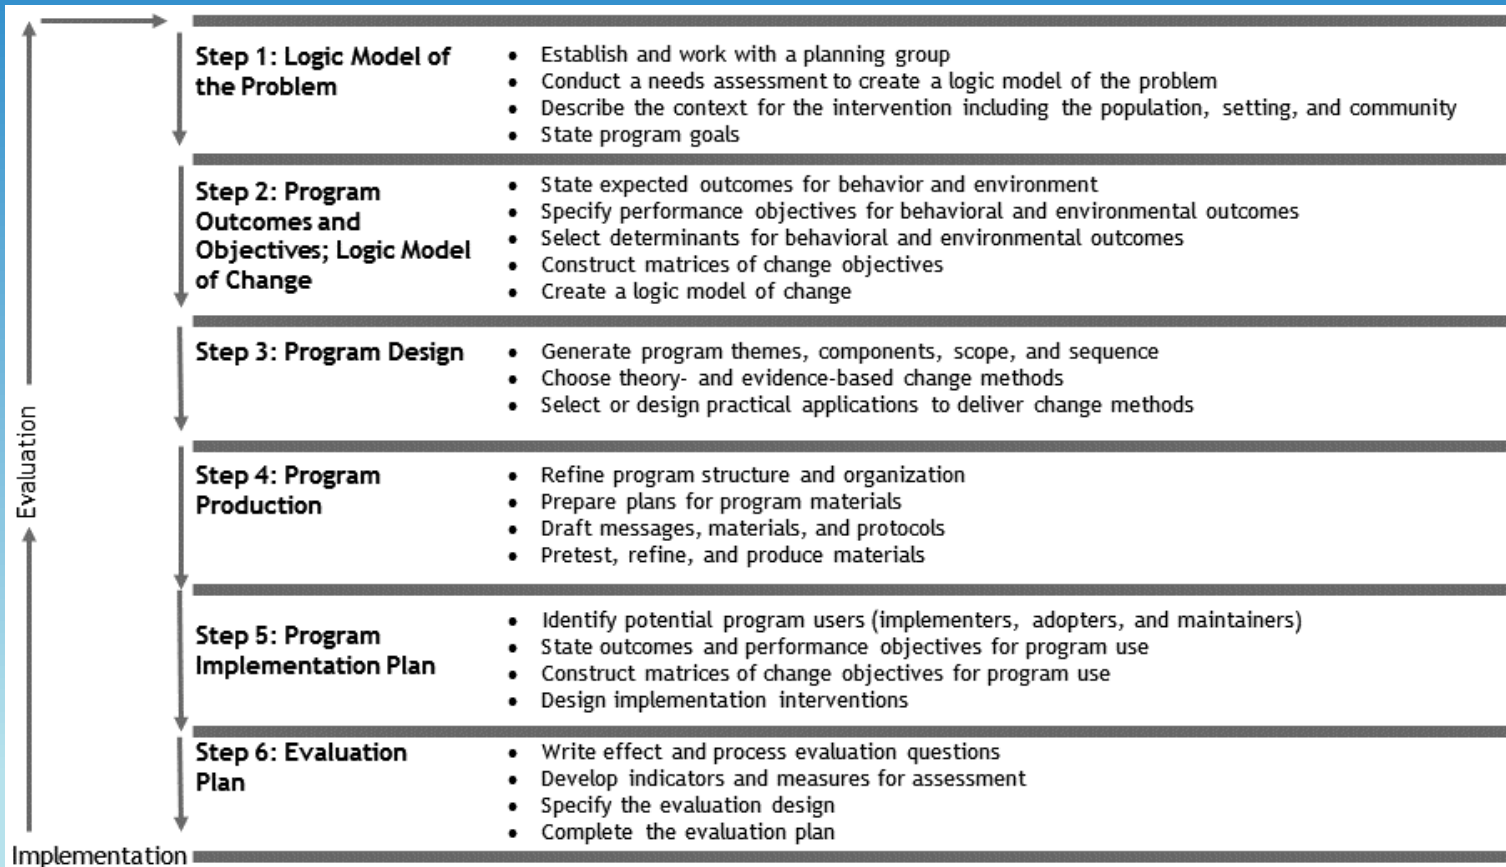 Step 1: Logic Model of
the Problem
• Establish and work with a planning group
• Conduct a needs assessment to create a logic model of the problem
• Describe the context for the intervention including the population, setting, and community
• State program goals
Step 2: Program
Outcomes and
Objectives; Logic Model
of Change
• State expected outcomes for behavior and environment
• Specify performance objectives for behavioral and environmental outcomes
• Select determinants for behavioral and environmental outcomes
• Construct matrices of change objectives
• Create a logic model of change
Step 3: Program Design
• Generate program themes, components, scope, and sequence
• Choose theory- and evidence-based change methods
• Select or design practical applications to deliver change methods
Evaluation
Step 4: Program
Production
• Refine program structure and organization
• Prepare plans for program materials
• Draft messages, materials, and protocols
• Pretest, refine, and produce materials
Step 5: Program
Implementation Plan
• Identify potential program users (implementers, adopters, and maintainers)
• State outcomes and performance objectives for program use
• Construct matrices of change objectives for program use
• Design implementation interventions
Step 6: Evaluation
Plan
• Write effect and process evaluation questions
• Develop indicators and measures for assessment
• Specify the evaluation design
• Complete the evaluation plan
Implementation